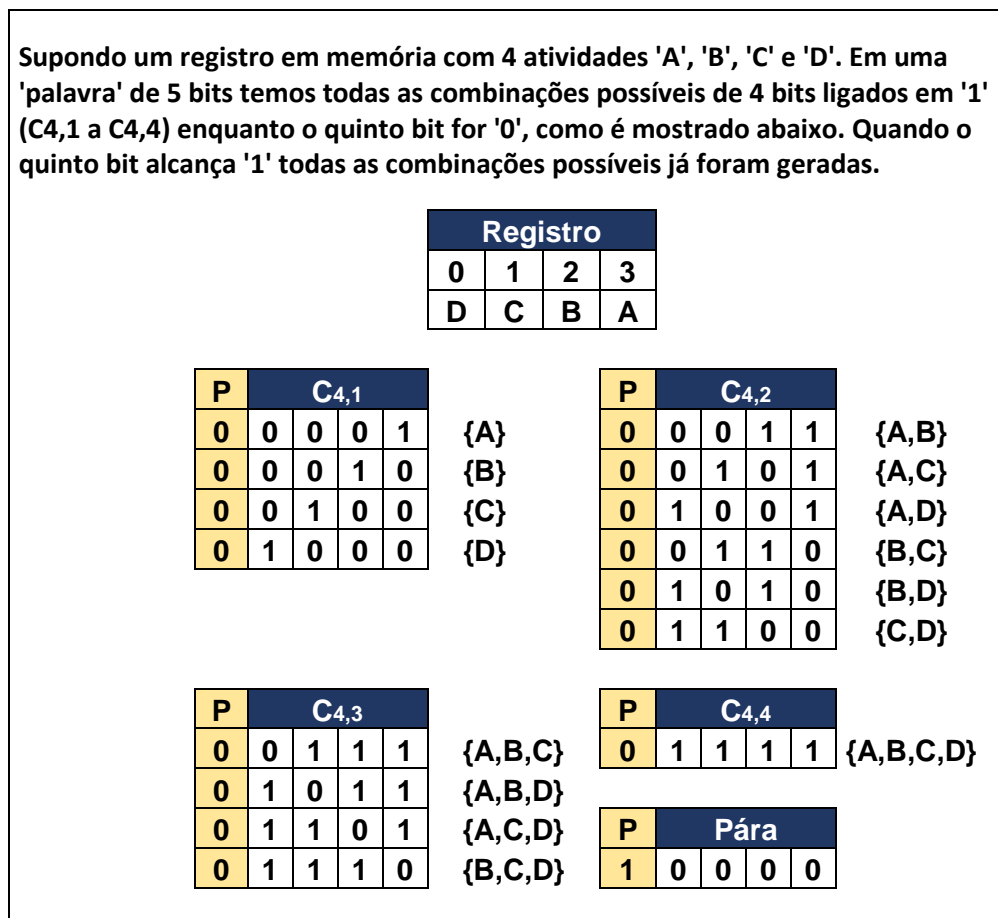 Supondo um registro em memória com 4 atividades 'A', 'B', 'C' e 'D'. Em uma
'palavra' de 5 bits temos todas as combinações possíveis de 4 bits ligados em '1'
(C4,1 a C4,4) enquanto o quinto bit for '0', como é mostrado abaixo. Quando o
quinto bit alcança '1' todas as combinações possíveis já foram geradas.
Registro
0 1 2 3
D C B A
P C4,1
0 0 0 0 1 {A}
0 0 0 1 0 {B}
0 0 1 0 0 {C}
0 1 0 0 0 {D}
P C4,2
0 0 0 1 1 {A,B}
0 0 1 0 1 {A,C}
0 1 0 0 1 {A,D}
0 0 1 1 0 {B,C}
0 1 0 1 0 {B,D}
0 1 1 0 0 {C,D}
P C4,3
0 0 1 1 1 {A,B,C}
0 1 0 1 1 {A,B,D}
0 1 1 0 1 {A,C,D}
0 1 1 1 0 {B,C,D}
P C4,4
0 1 1 1 1 {A,B,C,D}
P Pára
1 0 0 0 0